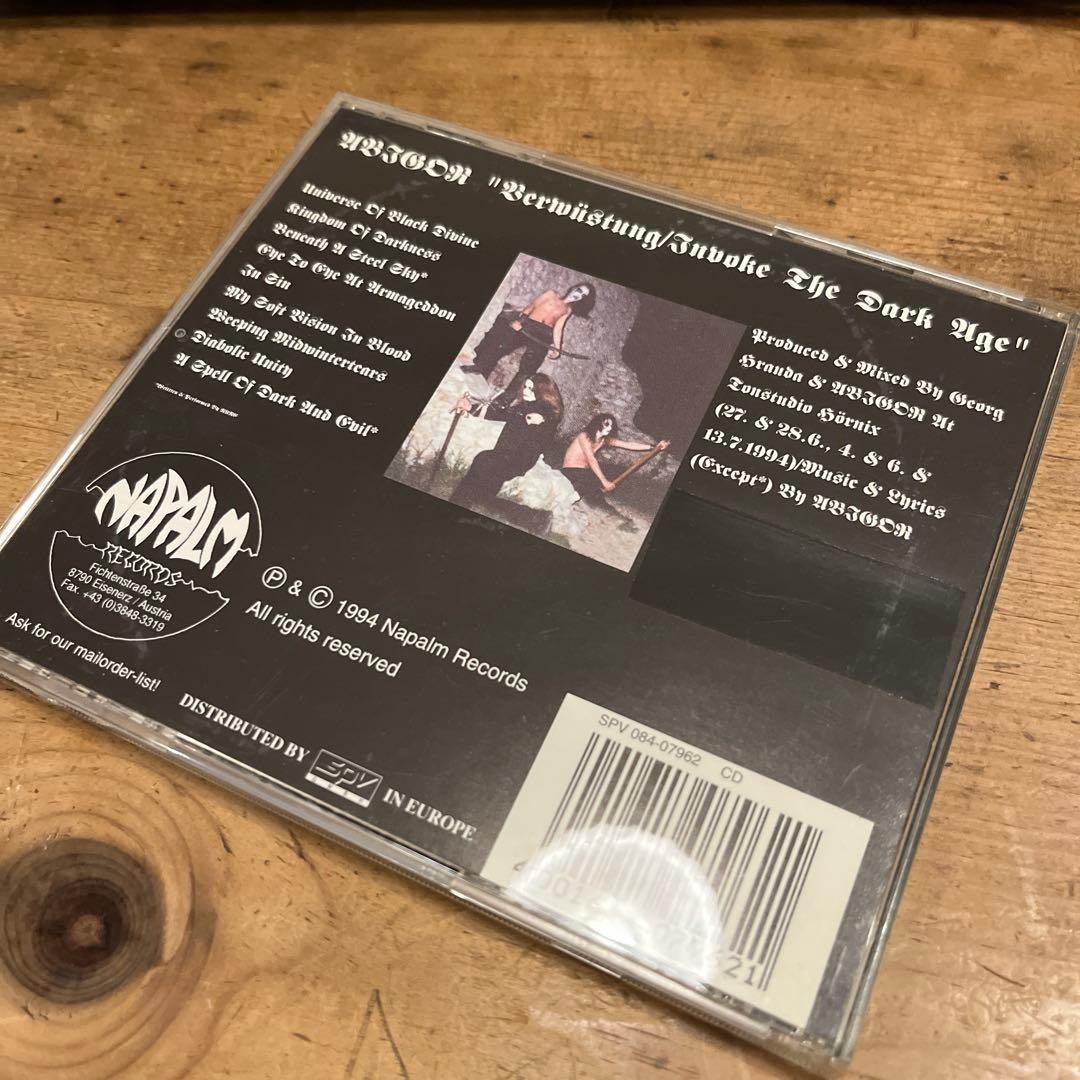 ABIGOR "Verwüstung/Invoke The Dark Age"
Universe Of Black Divine
Kingdom Of Darkness
Beneath A Steel Sky*
Eye To Eye At Armageddon
In Sin
My Soft Vision In Blood
Weeping Midwintertears
Diabolic Unity
A Spell Of Dark And Evil*
Produced & Mixed By Georg
Hranda & ABIGOR At
Tonstudio Hörnix
(27. & 28.6., 4. & 6. &
13.7.1994)/Music & Lyrics
(Except*) By ABIGOR
NAPALM
RECORDS
Fichtenstraße 34
8790 Eisenerz / Austria
Fax. +43 (0)3848-3319
Ask for our mailorder-list!
Ⓟ & © 1994 Napalm Records
All rights reserved
DISTRIBUTED BY SPV IN EUROPE
SPV 084-07962 CD